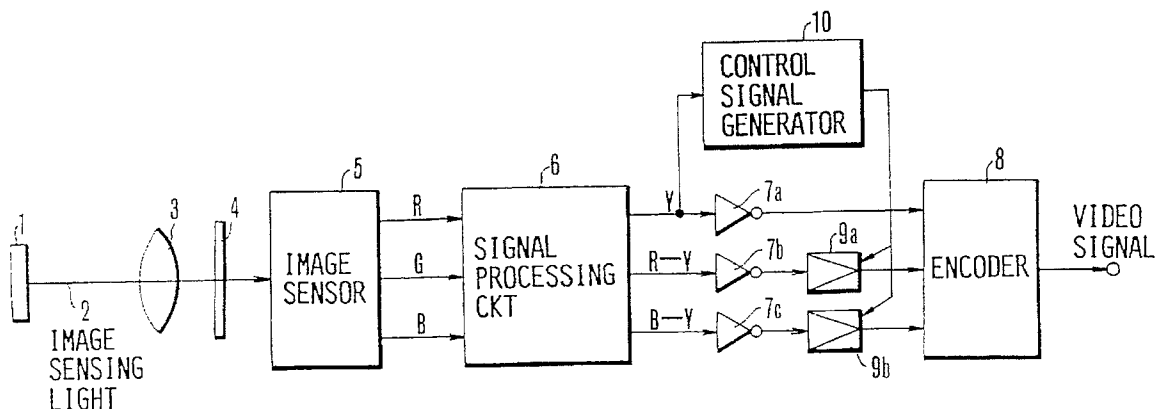 10
CONTROL
SIGNAL
GENERATOR
1
3
4
5
6
8
R
G
B
IMAGE
SENSOR
SIGNAL
PROCESSING
CKT
Y
R—Y
B—Y
7a
7b
7c
9a
9b
ENCODER
VIDEO
SIGNAL
2
IMAGE
SENSING
LIGHT